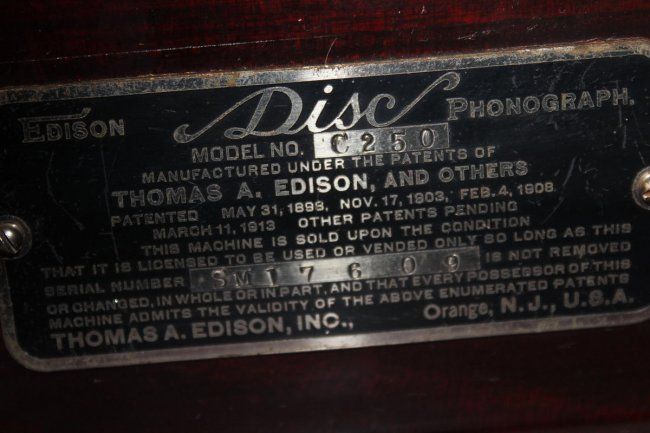 EDISON Disc PHONOGRAPH.
MODEL NO. C250
MANUFACTURED UNDER THE PATENTS OF
THOMAS A. EDISON, AND OTHERS
PATENTED MAY 31, 1898, NOV. 17, 1903, FEB. 4, 1908
MARCH 11, 1913 OTHER PATENTS PENDING
THIS MACHINE IS SOLD UPON THE CONDITION
THAT IT IS LICENSED TO BE USED OR VENDED ONLY SO LONG AS THIS
SERIAL NUMBER SM17609 IS NOT REMOVED
OR CHANGED, IN WHOLE OR IN PART, AND THAT EVERY POSSESSOR OF THIS
MACHINE ADMITS THE VALIDITY OF THE ABOVE ENUMERATED PATENTS
THOMAS A. EDISON, INC., Orange, N. J., U.S.A.